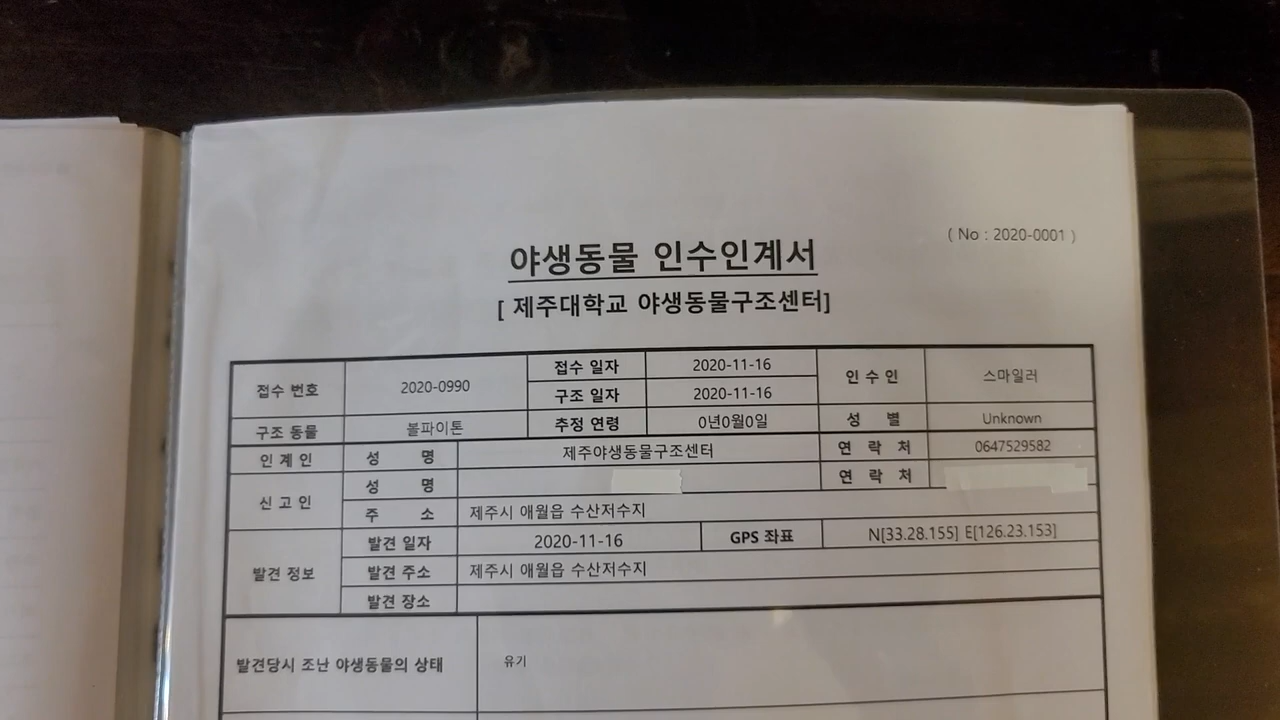 ( No : 2020-0001 )
야생동물 인수인계서
[ 제주대학교 야생동물구조센터]
접수 번호 2020-0990 접수 일자 2020-11-16 인 수 인 스마일러
구조 일자 2020-11-16
구조 동물 볼파이톤 추정 연령 0년0월0일 성 별 Unknown
인 계 인 성 명 제주야생동물구조센터 연 락 처 0647529582
신 고 인 성 명 연 락 처
주 소 제주시 애월읍 수산저수지
발견 정보 발견 일자 2020-11-16 GPS 좌표 N[33.28.155] E[126.23.153]
발견 주소 제주시 애월읍 수산저수지
발견 장소
발견당시 조난 야생동물의 상태 유기